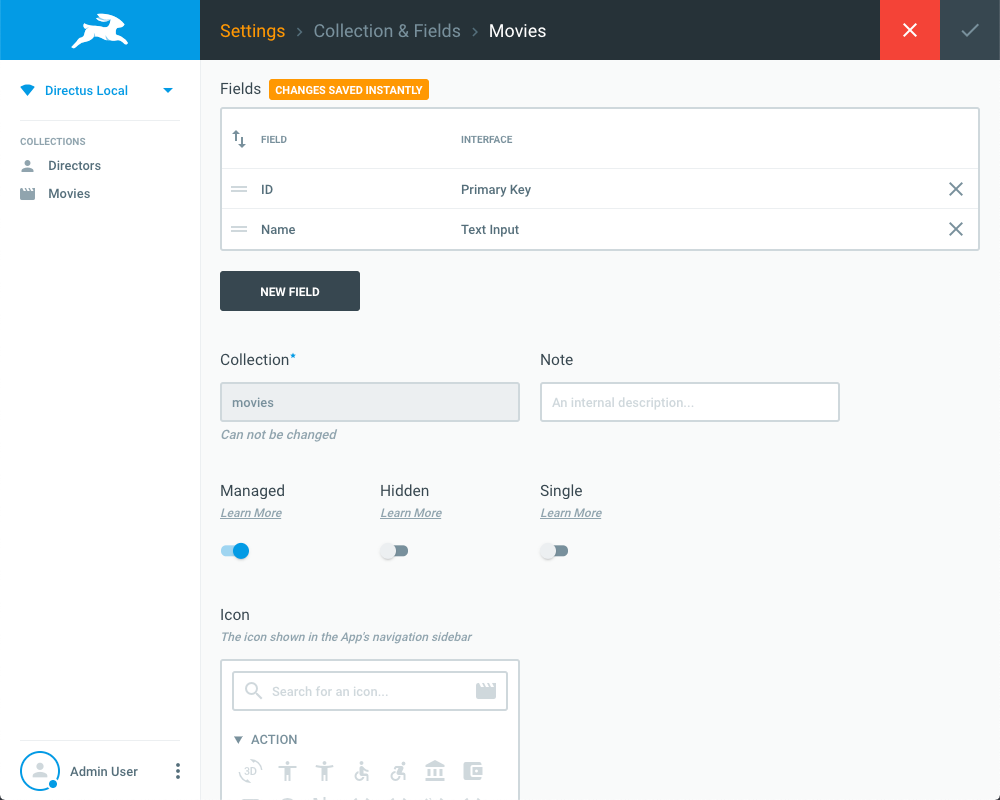 Settings > Collection & Fields > Movies
Directus Local
COLLECTIONS
Directors
Movies
Admin User
Fields CHANGES SAVED INSTANTLY
FIELD INTERFACE
ID Primary Key
Name Text Input
NEW FIELD
Collection* Note
movies An internal description...
Can not be changed
Managed Hidden Single
Learn More Learn More Learn More
Icon
The icon shown in the App's navigation sidebar
Search for an icon...
ACTION
3D